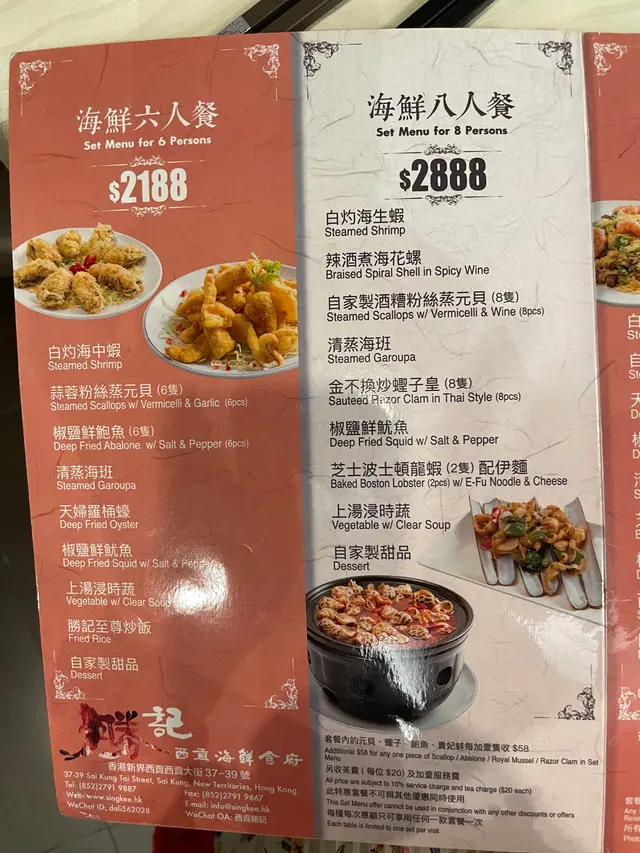 海鮮六人餐
Set Menu for 6 Persons
$2188
白灼海中蝦
Steamed Shrimp
蒜蓉粉絲蒸元貝 (6隻)
Steamed Scallops w/ Vermicelli & Garlic (6pcs)
椒鹽鮮鮑魚 (6隻)
Deep Fried Abalone w/ Salt & Pepper (6pcs)
清蒸海班
Steamed Garoupa
天婦羅桶蠔
Deep Fried Oyster
椒鹽鮮魷魚
Deep Fried Squid w/ Salt & Pepper
上湯浸時蔬
Vegetable w/ Clear Soup
勝記至尊炒飯
Fried Rice
自家製甜品
Dessert
勝記
西貢海鮮食府
香港新界西貢西貢大街 37-39 號
37-39 Sai Kung Tai Street, Sai Kung, New Territories, Hong Kong
Tel: (852)2791 9887 Fax: (852)2791 9667
Web: www.singkee.hk E-mail: info@singkee.hk
WeChat ID: dali562028 WeChat OA: 西貢勝記
海鮮八人餐
Set Menu for 8 Persons
$2888
白灼海生蝦
Steamed Shrimp
辣酒煮海花螺
Braised Spiral Shell in Spicy Wine
自家製酒糟粉絲蒸元貝 (8隻)
Steamed Scallops w/ Vermicelli & Wine (8pcs)
清蒸海班
Steamed Garoupa
金不換炒蟶子皇 (8隻)
Sauteed Razor Clam in Thai Style (8pcs)
椒鹽鮮魷魚
Deep Fried Squid w/ Salt & Pepper
芝士波士頓龍蝦 (2隻) 配伊麵
Baked Boston Lobster (2pcs) w/ E-Fu Noodle & Cheese
上湯浸時蔬
Vegetable w/ Clear Soup
自家製甜品
Dessert
套餐內的元貝、蟶子、鮑魚、貴妃蚌每加壹隻收 $58
Additional $58 for any one piece of Scallop / Abalone / Royal Mussel / Razor Clam in Set
Menu
另收茶費 ( 每位 $20) 及加壹服務費
All price are subject to 10% service charge and tea charge ($20 each)
此特惠套餐不可與其他優惠同時使用
This Set Menu offer cannot be used in conjunction with any other discounts or offers
每檯每次惠顧只可享用任何一款套餐一次
Each table is limited to one set per visit